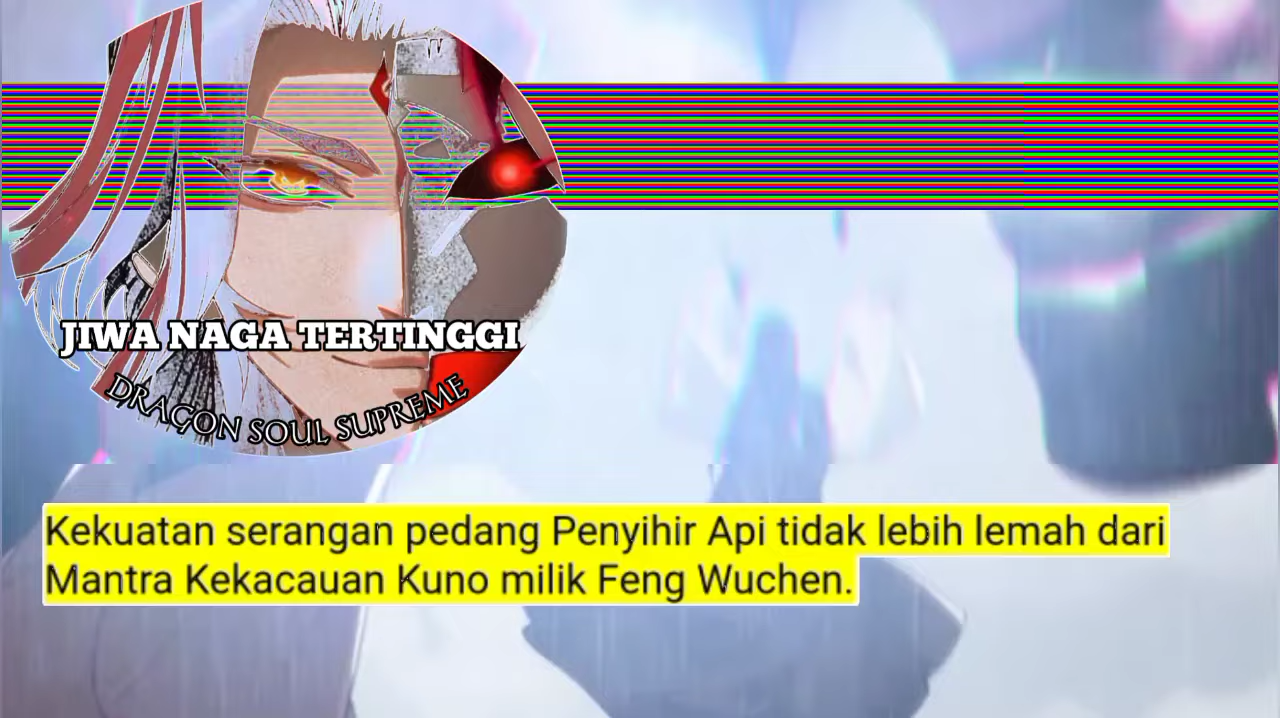 JIWA NAGA TERTINGGI
DRAGON SOUL SUPREME
Kekuatan serangan pedang Penyihir Api tidak lebih lemah dari
Mantra Kekacauan Kuno milik Feng Wuchen.